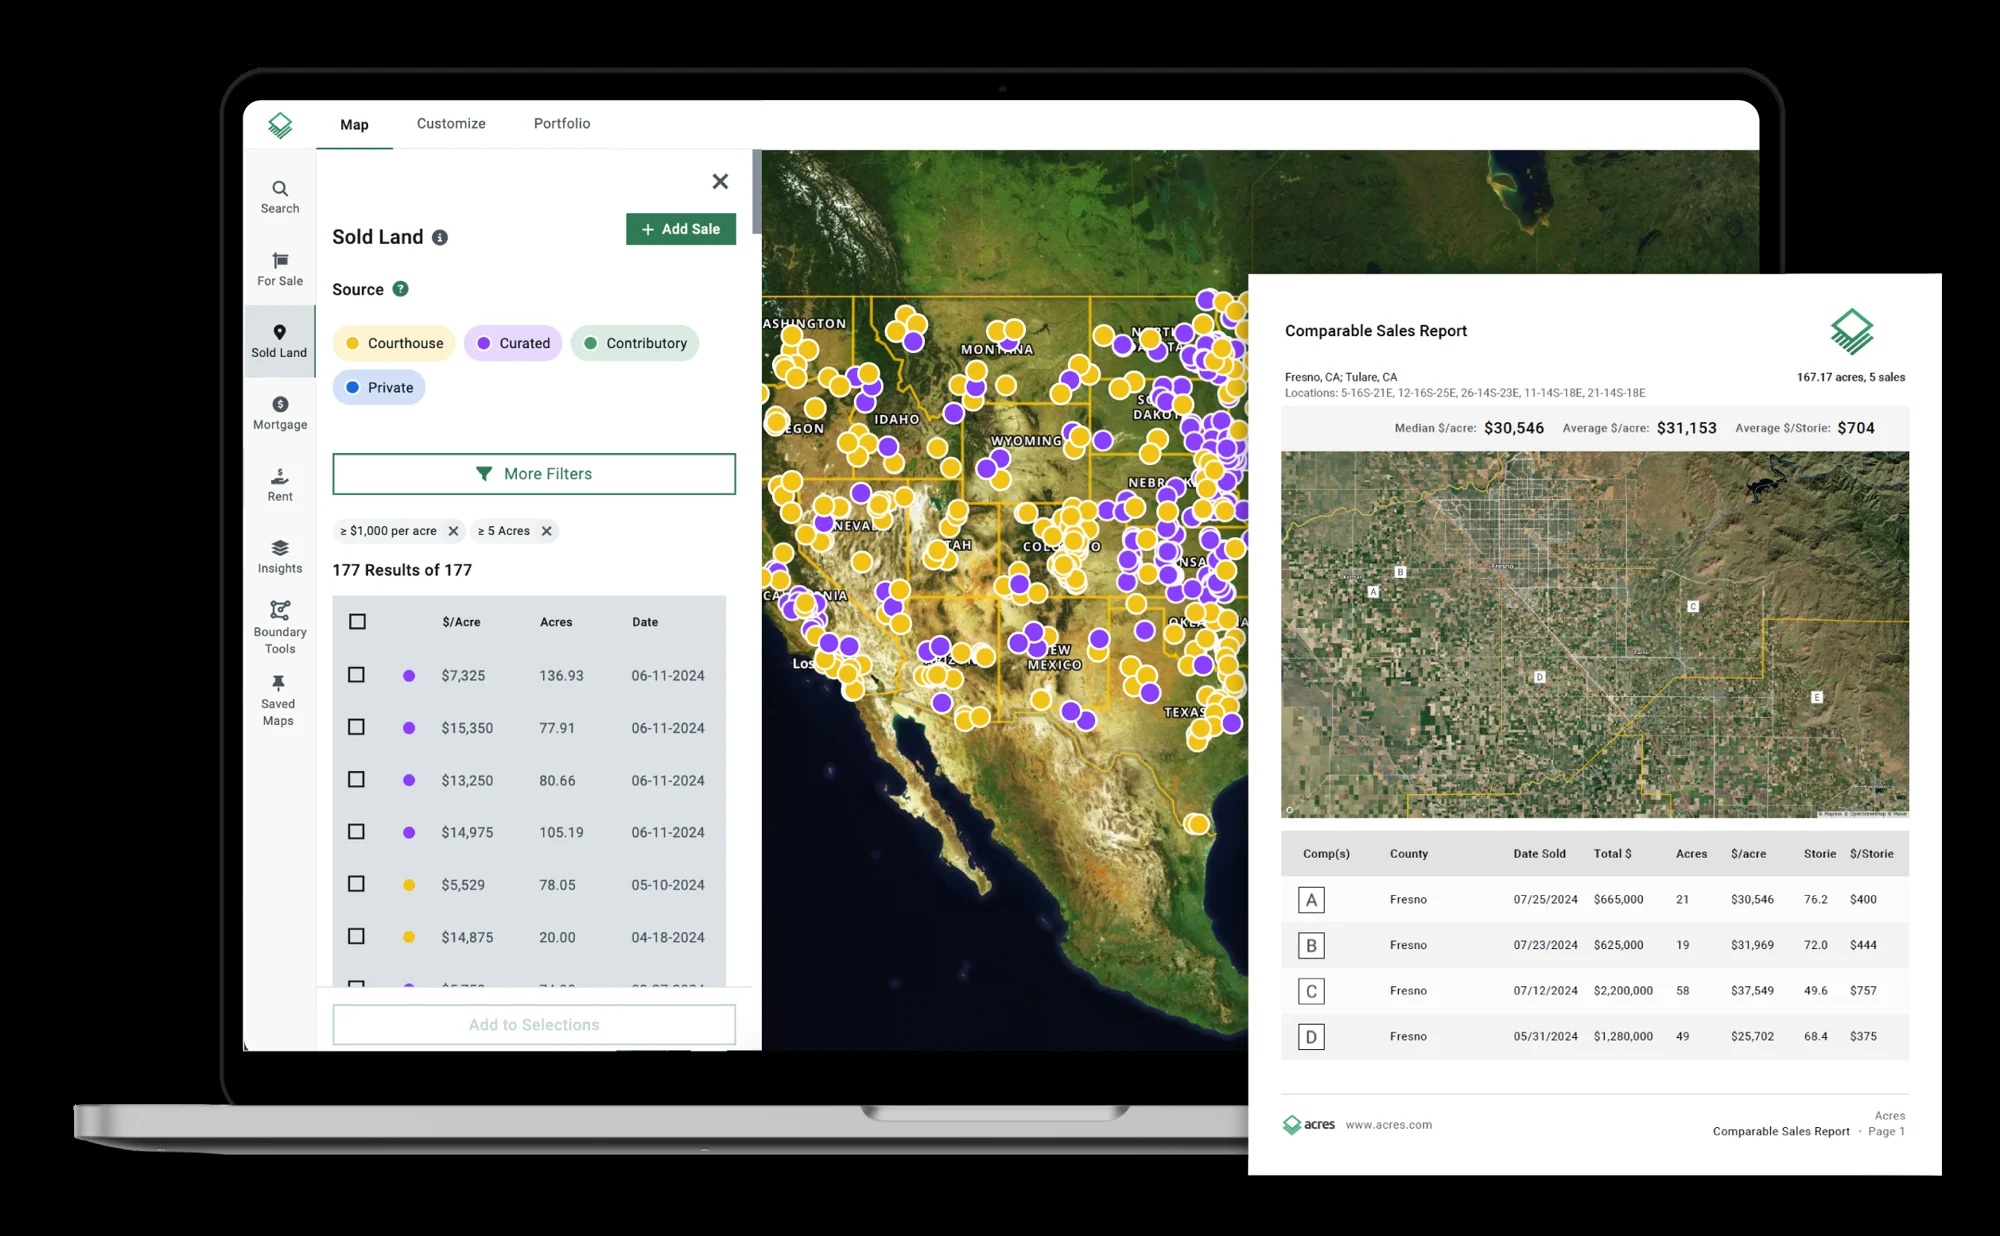 Map Customize Portfolio
Search
For Sale
Sold Land
Mortgage
Rent
Insights
Boundary
Tools
Saved
Maps
Sold Land
+ Add Sale
Source
Courthouse Curated Contributory
Private
More Filters
≥ $1,000 per acre ≥ 5 Acres
177 Results of 177
$/Acre Acres Date
$7,325 136.93 06-11-2024
$15,350 77.91 06-11-2024
$13,250 80.66 06-11-2024
$14,975 105.19 06-11-2024
$5,529 78.05 05-10-2024
$14,875 20.00 04-18-2024
Add to Selections
ASHINGTON
MONTANA
IDAHO
EGON
WYOMING
DAKOT
NEBR
NEVA
TAH
COL O
NSA
OKL
NEW
MEXICO
TEXAS
Los
Comparable Sales Report
Fresno, CA; Tulare, CA
167.17 acres, 5 sales
Locations: 5-16S-21E, 12-16S-25E, 26-14S-23E, 11-14S-18E, 21-14S-18E
Median $/acre: $30,546 Average $/acre: $31,153 Average $/Storie: $704
Fresno
A
B
C
D
E
Comp(s) County Date Sold Total $ Acres $/acre Storie $/Storie
A Fresno 07/25/2024 $665,000 21 $30,546 76.2 $400
B Fresno 07/23/2024 $625,000 19 $31,969 72.0 $444
C Fresno 07/12/2024 $2,200,000 58 $37,549 49.6 $757
D Fresno 05/31/2024 $1,280,000 49 $25,702 68.4 $375
acres www.acres.com
Acres
Comparable Sales Report · Page 1